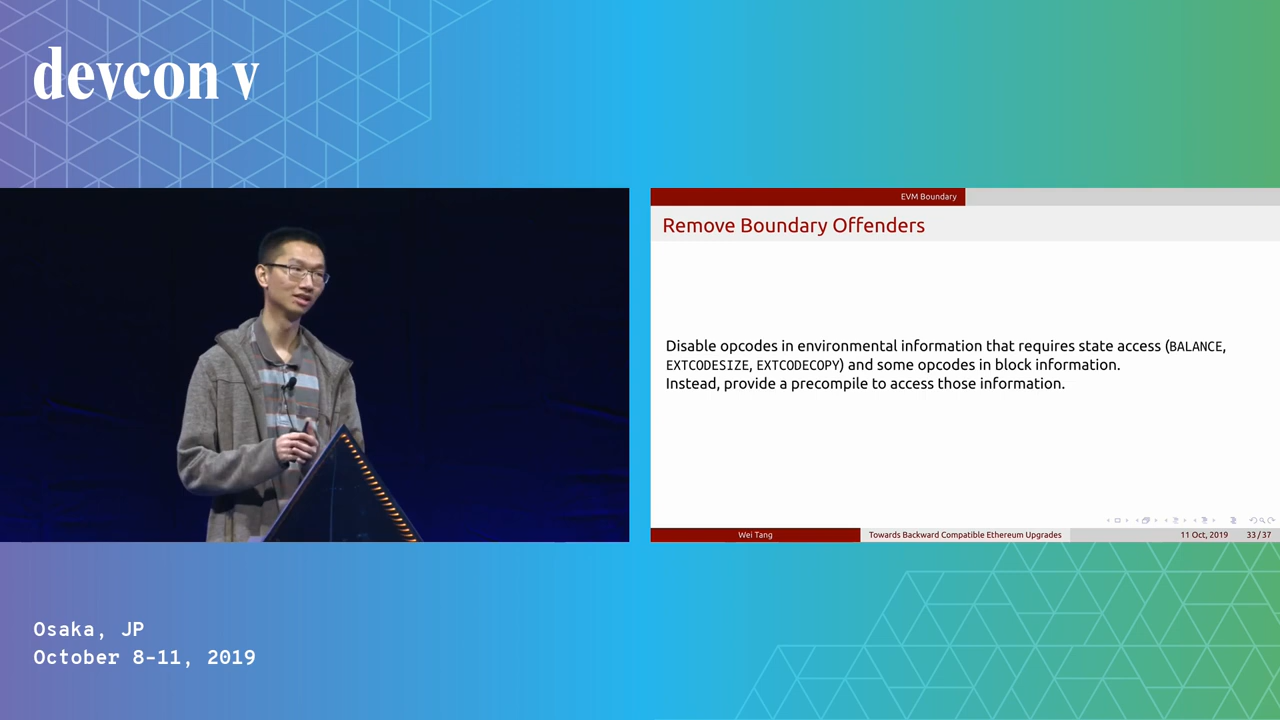 devcon v
EVM Boundary
Remove Boundary Offenders
Disable opcodes in environmental information that requires state access (BALANCE,
EXTCODESIZE, EXTCODECOPY) and some opcodes in block information.
Instead, provide a precompile to access those information.
Wei Tang
Towards Backward Compatible Ethereum Upgrades
11 Oct, 2019
33/37
Osaka, JP
October 8-11, 2019